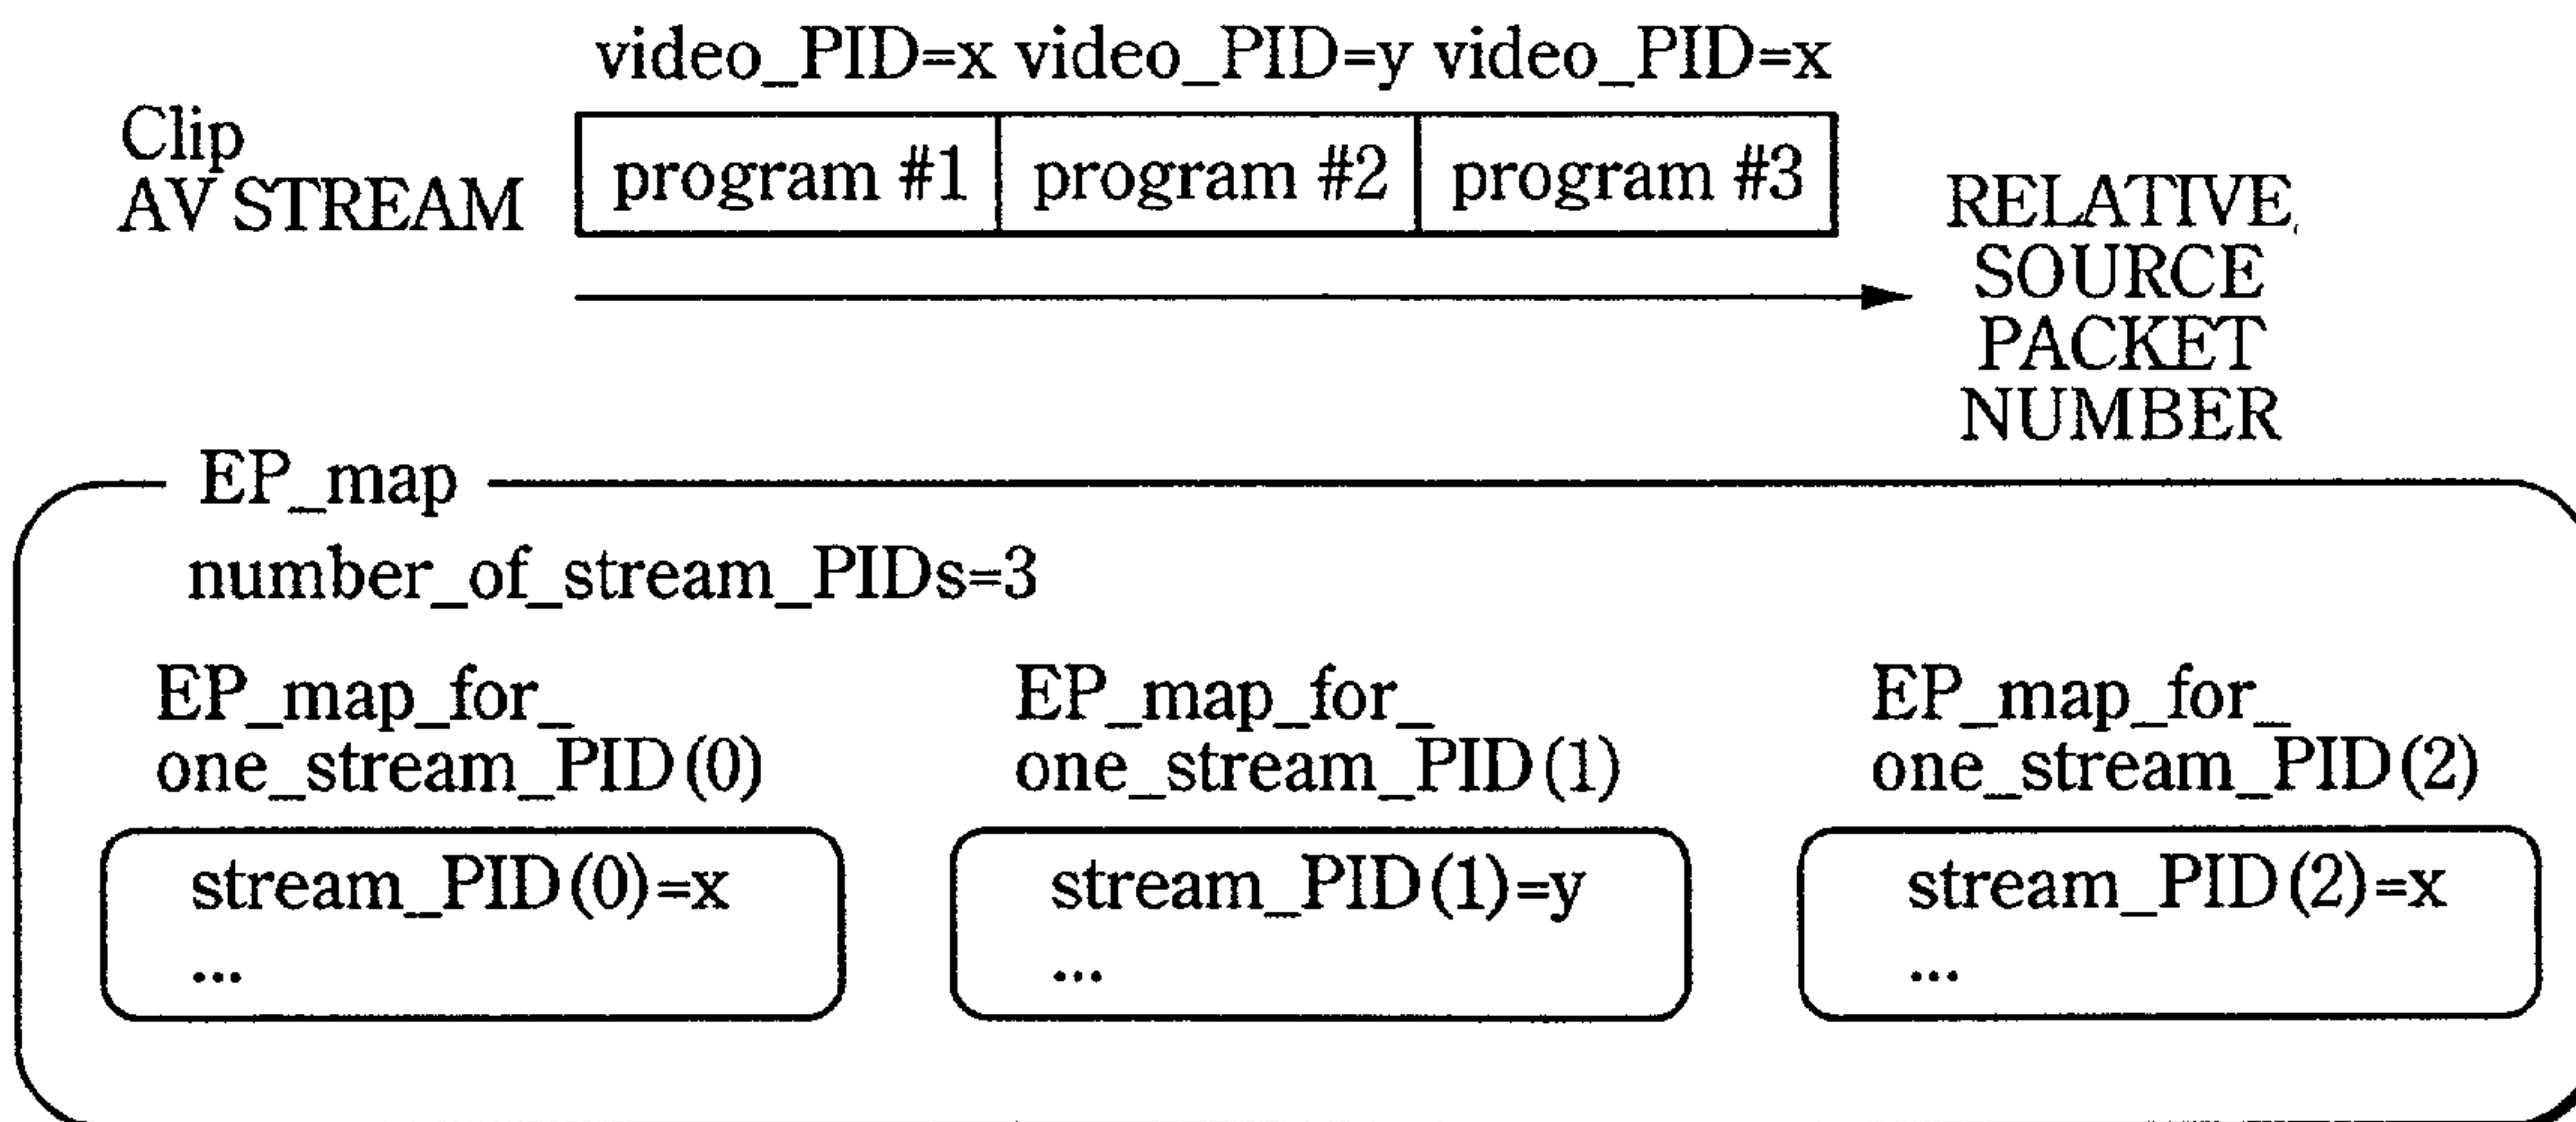 video_PID=x video_PID=y video_PID=x
Clip
AV STREAM
program #1 program #2 program #3
RELATIVE
SOURCE
PACKET
NUMBER
EP_map
number_of_stream_PIDs=3
EP_map_for_
one_stream_PID(0)
EP_map_for_
one_stream_PID(1)
EP_map_for_
one_stream_PID(2)
stream_PID(0)=x
...
stream_PID(1)=y
...
stream_PID(2)=x
...